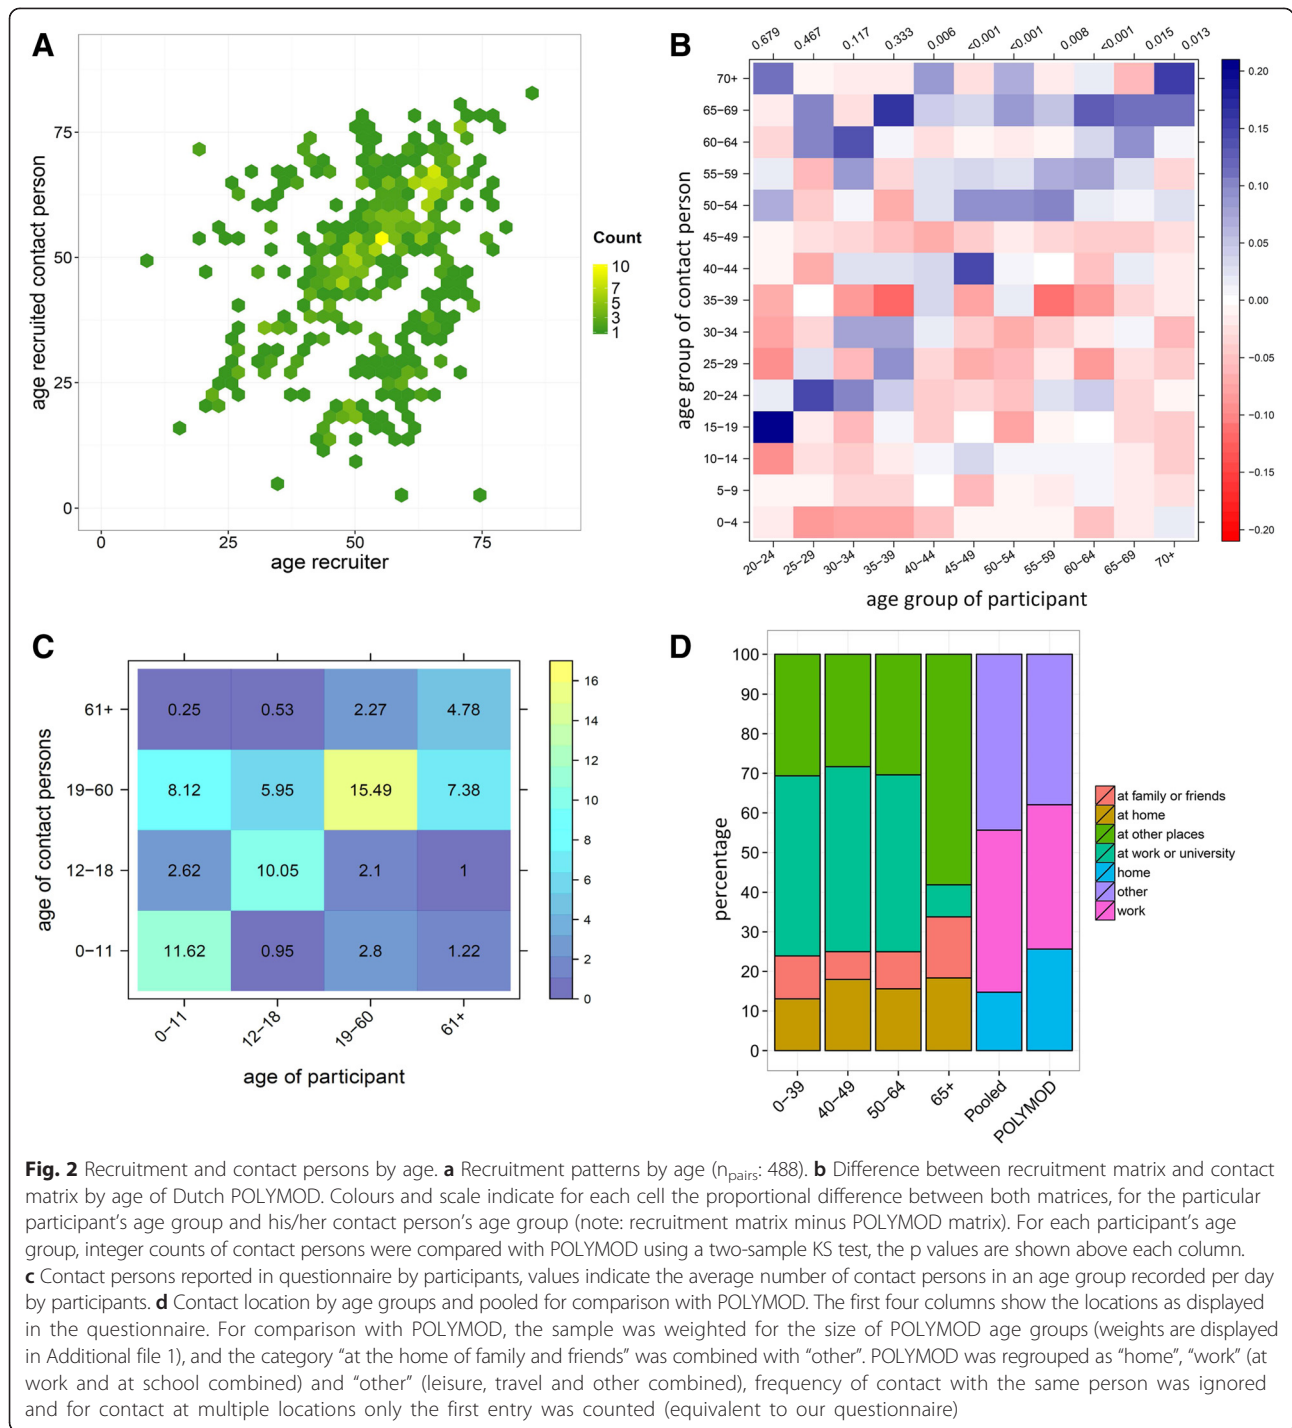 A
age recruited contact person
75
50
25
0
0 25 50 75
age recruiter
Count
10
7
5
3
1
B
0.679 0.467 0.117 0.333 0.006 <0.001 <0.001 0.008 <0.001 0.015 0.013
age group of contact person
70+
65−69
60−64
55−59
50−54
45−49
40−44
35−39
30−34
25−29
20−24
15−19
10−14
5−9
0−4
20−24 25−29 30−34 35−39 40−44 45−49 50−54 55−59 60−64 65−69 70+
age group of participant
0.20
0.15
0.10
0.05
0.00
−0.05
−0.10
−0.15
−0.20
C
age of contact persons
61+ 0.25 0.53 2.27 4.78
19−60 8.12 5.95 15.49 7.38
12−18 2.62 10.05 2.1 1
0−11 11.62 0.95 2.8 1.22
0−11 12−18 19−60 61+
age of participant
16
14
12
10
8
6
4
2
0
D
percentage
100
90
80
70
60
50
40
30
20
10
0
0−39 40−49 50−64 65+ Pooled POLYMOD
at family or friends
at home
at other places
at work or university
home
other
work
Fig. 2 Recruitment and contact persons by age. a Recruitment patterns by age (npairs: 488). b Difference between recruitment matrix and contact
matrix by age of Dutch POLYMOD. Colours and scale indicate for each cell the proportional difference between both matrices, for the particular
participant's age group and his/her contact person's age group (note: recruitment matrix minus POLYMOD matrix). For each participant's age
group, integer counts of contact persons were compared with POLYMOD using a two-sample KS test, the p values are shown above each column.
c Contact persons reported in questionnaire by participants, values indicate the average number of contact persons in an age group recorded per day
by participants. d Contact location by age groups and pooled for comparison with POLYMOD. The first four columns show the locations as displayed
in the questionnaire. For comparison with POLYMOD, the sample was weighted for the size of POLYMOD age groups (weights are displayed
in Additional file 1), and the category "at the home of family and friends" was combined with "other". POLYMOD was regrouped as "home", "work" (at
work and at school combined) and "other" (leisure, travel and other combined), frequency of contact with the same person was ignored
and for contact at multiple locations only the first entry was counted (equivalent to our questionnaire)